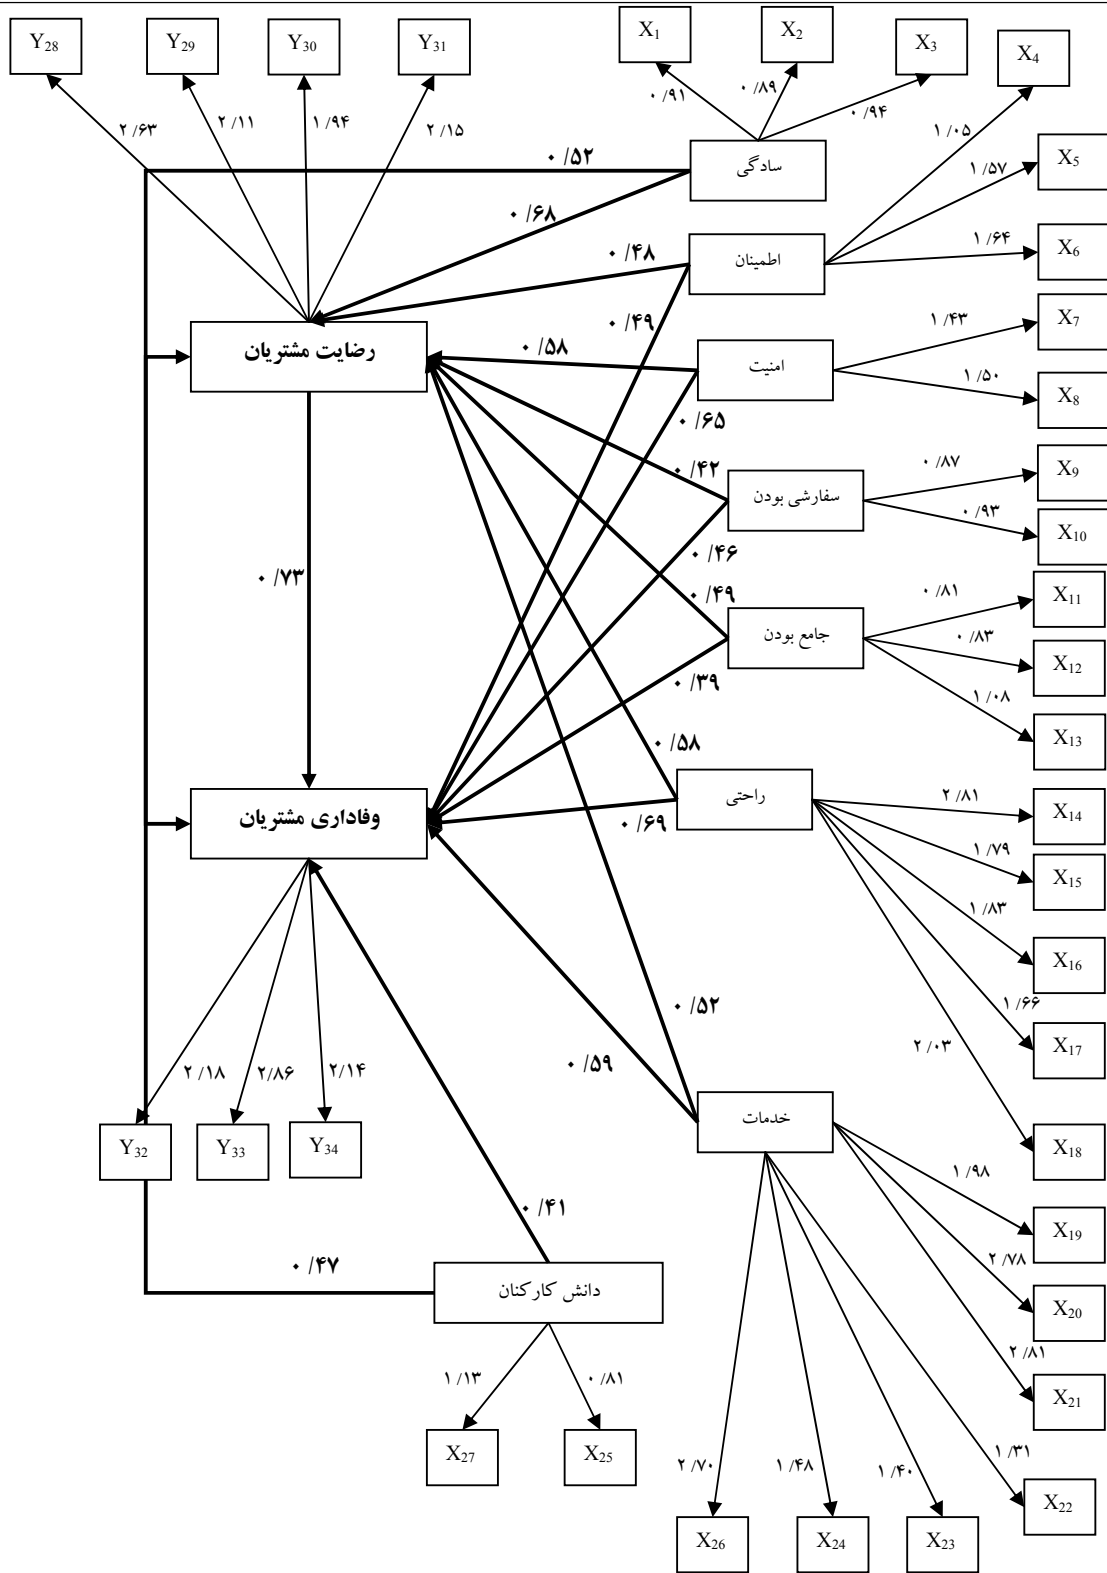 Y28
Y29
Y30
Y31
X1
X2
X3
X4
۲/۶۳
۲/۱۱
۱/۹۴
۲/۱۵
۰/۹۱
۰/۸۹
۰/۹۴
۱/۰۵
X5
۱/۵۷
۰/۵۲
سادگی
۰/۶۸
۰/۴۸
اطمینان
۱/۶۴
X6
۰/۴۹
رضایت مشتریان
۰/۵۸
امنیت
۱/۴۳
X7
۱/۵۰
X8
۰/۶۵
۰/۴۲
سفارشی بودن
۰/۸۷
X9
۰/۹۳
X10
۰/۴۶
۰/۷۳
۰/۴۹
جامع بودن
۰/۸۱
X11
۰/۸۳
X12
۰/۳۹
۱/۰۸
X13
۰/۵۸
وفاداری مشتریان
۰/۶۹
راحتی
۲/۸۱
X14
۱/۷۹
X15
۱/۸۳
X16
۱/۶۶
X17
۲/۰۳
X18
۰/۵۲
۰/۵۹
۲/۱۸
۲/۸۶
۲/۱۴
Y32
Y33
Y34
خدمات
۱/۹۸
X19
۲/۷۸
X20
۲/۸۱
X21
۰/۴۱
۰/۴۷
دانش کارکنان
۱/۱۳
۰/۸۱
X27
X25
۲/۷۰
۱/۴۸
۱/۴۰
۱/۳۱
X22
X26
X24
X23